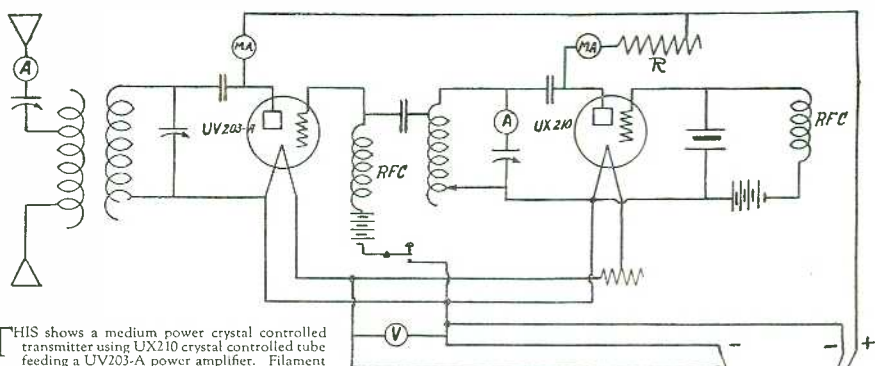 MA
MA
R
A
UV203-A
A
UX210
RFC
RFC
V
- - +
THIS shows a medium power crystal controlled
transmitter using UX210 crystal controlled tube
feeding a UV203-A power amplifier. Filament